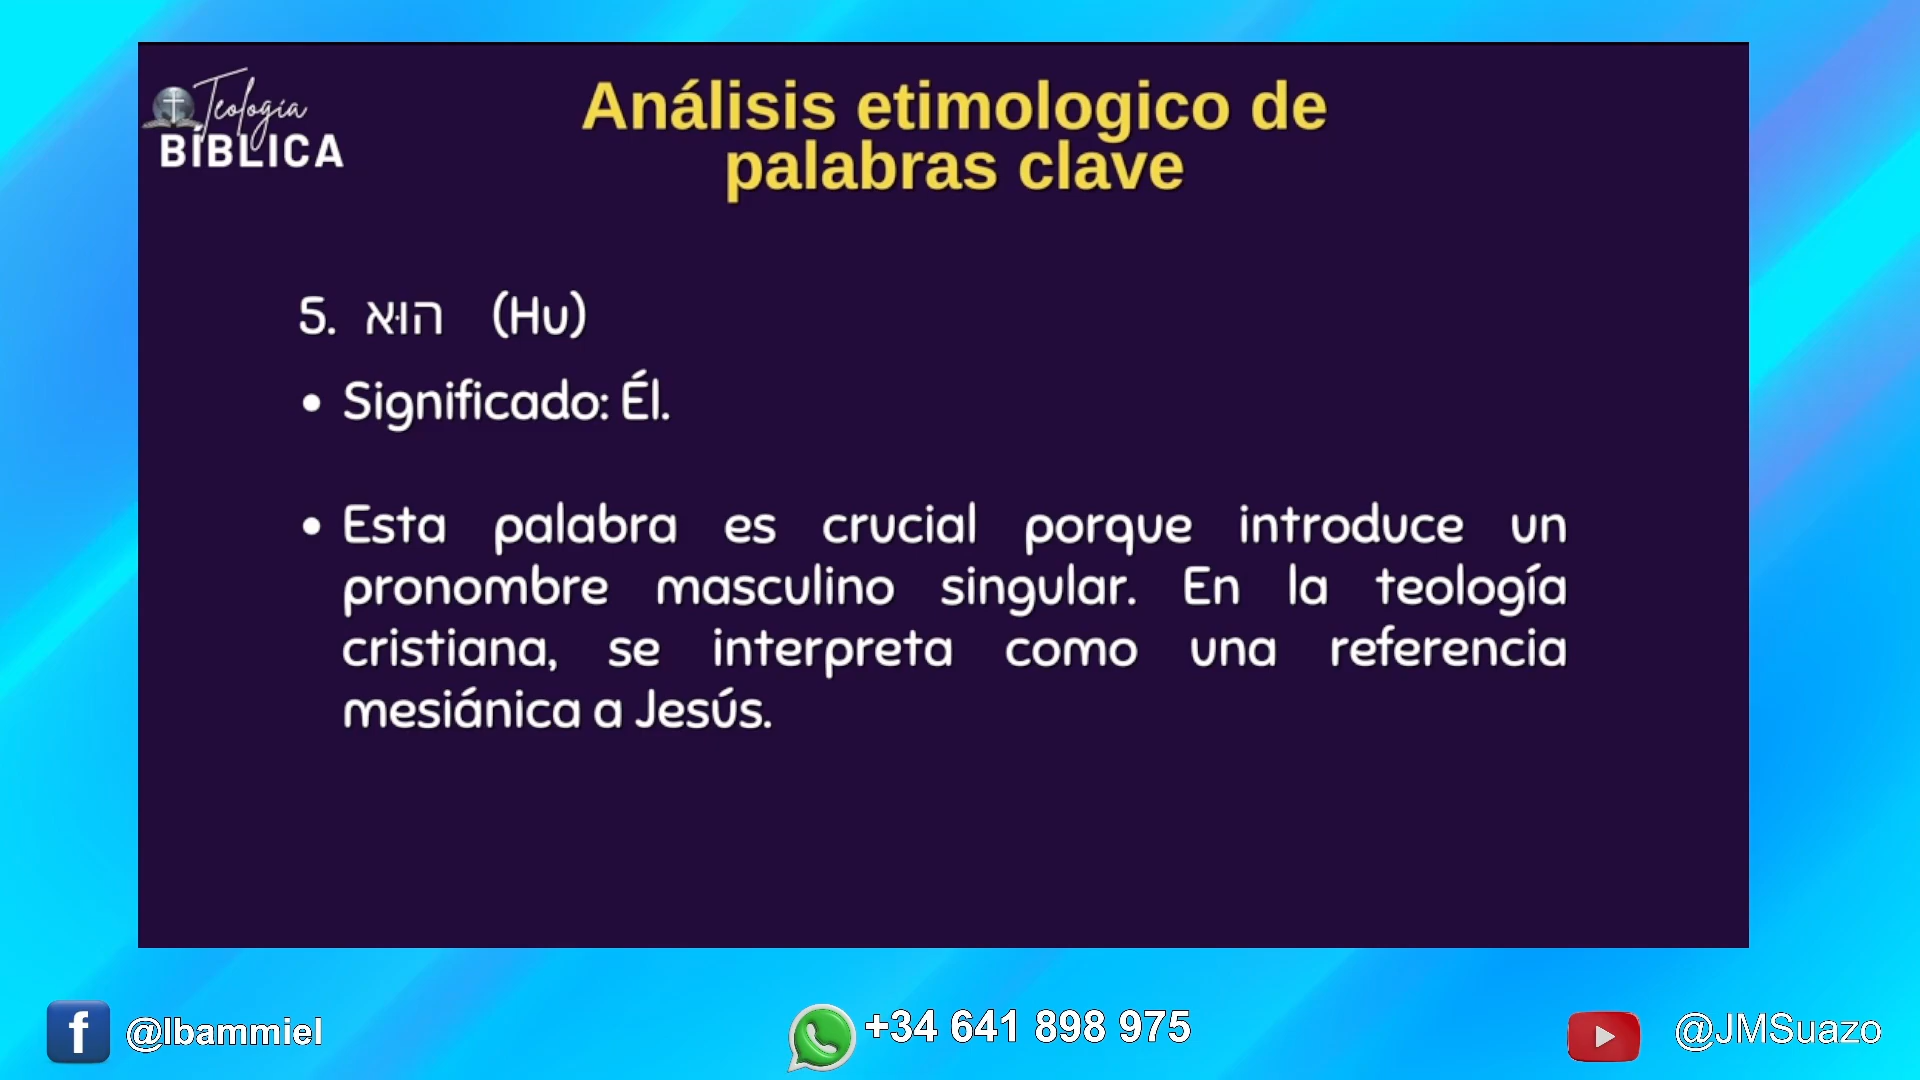 Teología
BÍBLICA
Análisis etimologico de
palabras clave
5. הוּא (Hu)
• Significado: Él.
• Esta palabra es crucial porque introduce un
pronombre masculino singular. En la teología
cristiana, se interpreta como una referencia
mesiánica a Jesús.
@Ibammiel
+34 641 898 975
@JMSuazo